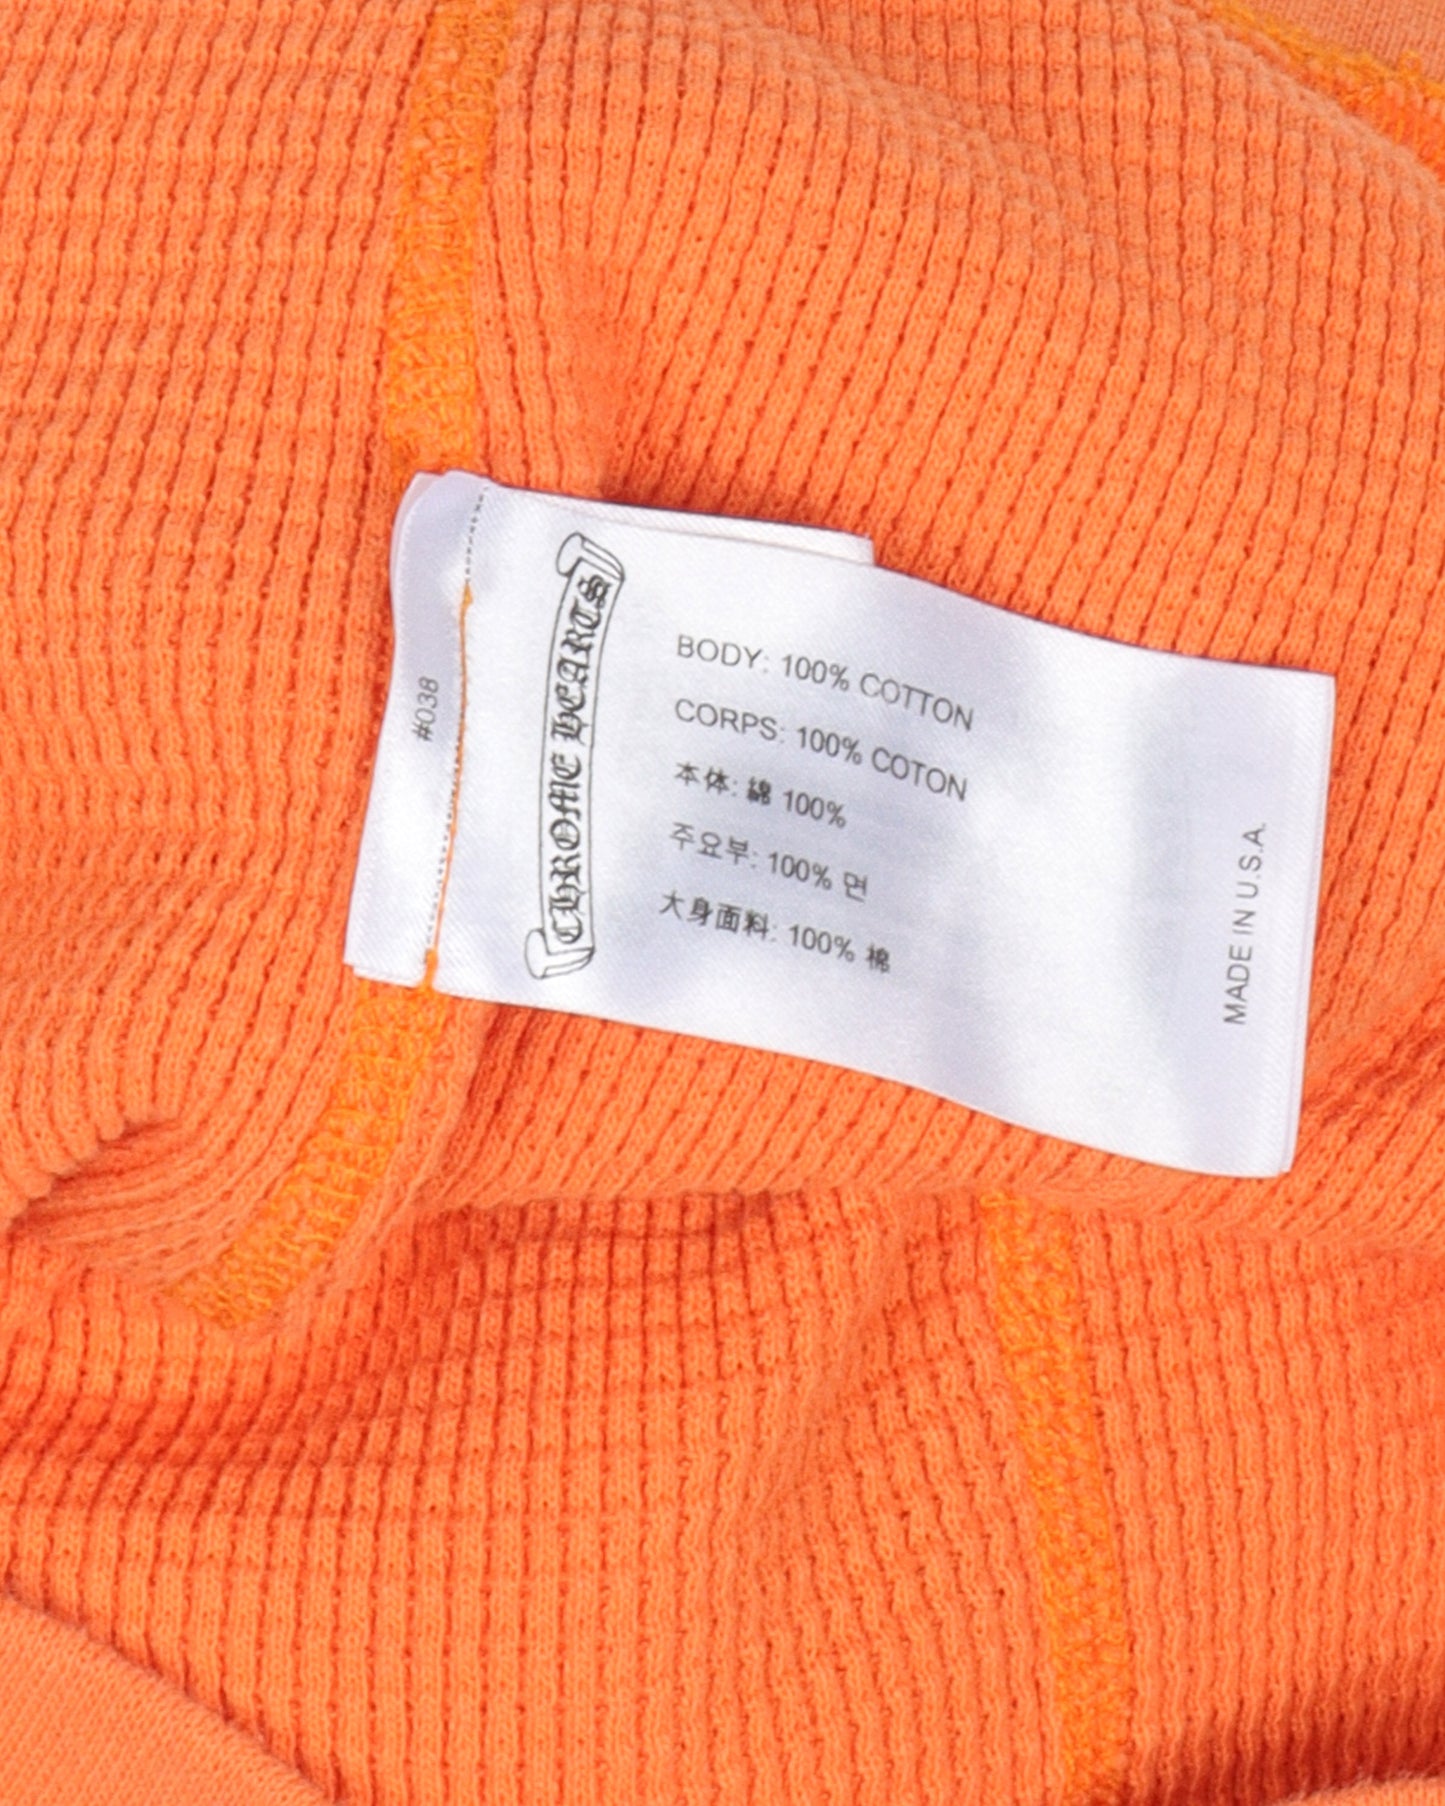 #038
CHROME HEARTS
BODY: 100% COTTON
CORPS: 100% COTON
本体: 綿 100%
주요부: 100% 면
大身面料: 100% 棉
MADE IN U.S.A.